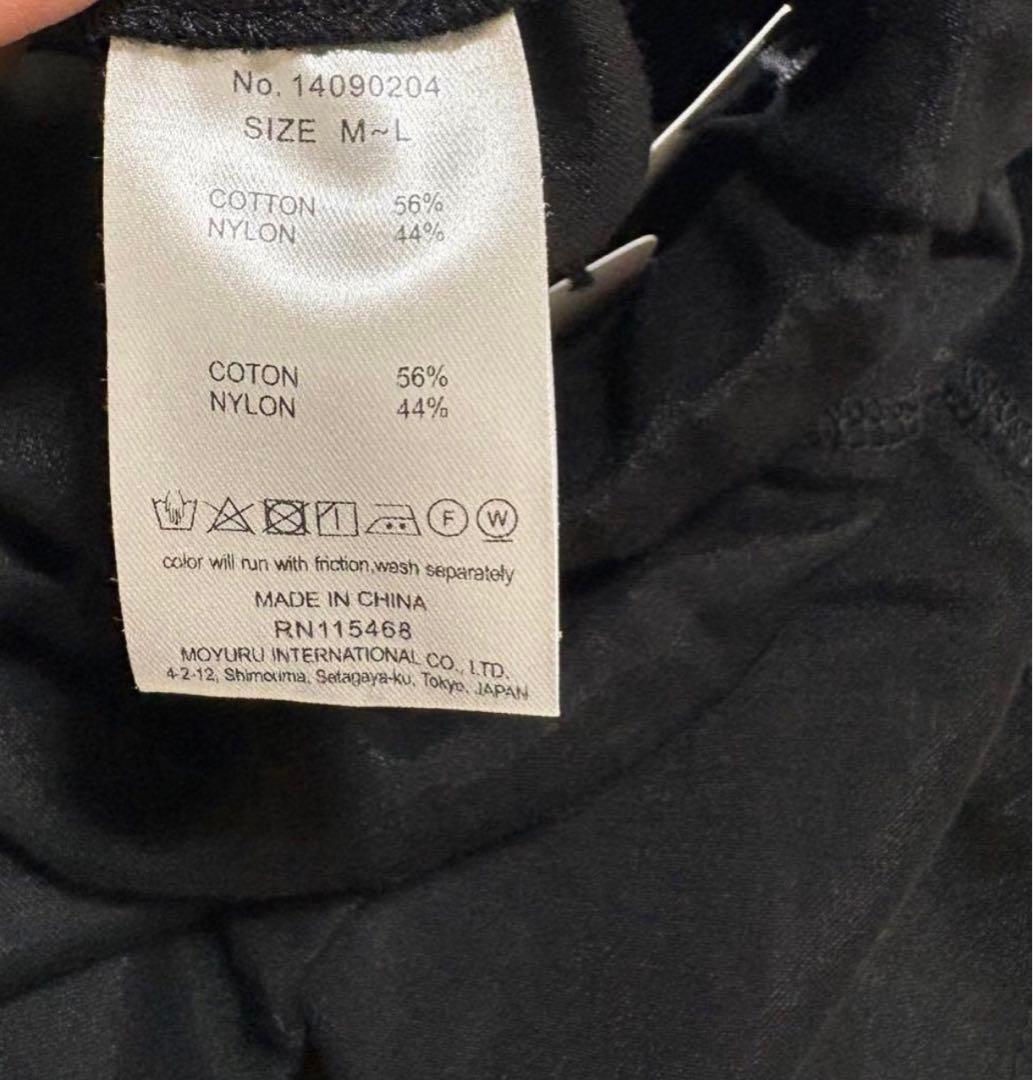 No. 14090204
SIZE M~L
COTTON 56%
NYLON 44%
COTON 56%
NYLON 44%
F W
color will run with friction,wash separately
MADE IN CHINA
RN115468
MOYURU INTERNATIONAL CO., LTD.
4-2-12, Shimouma, Setagaya-ku, Tokyo, JAPAN